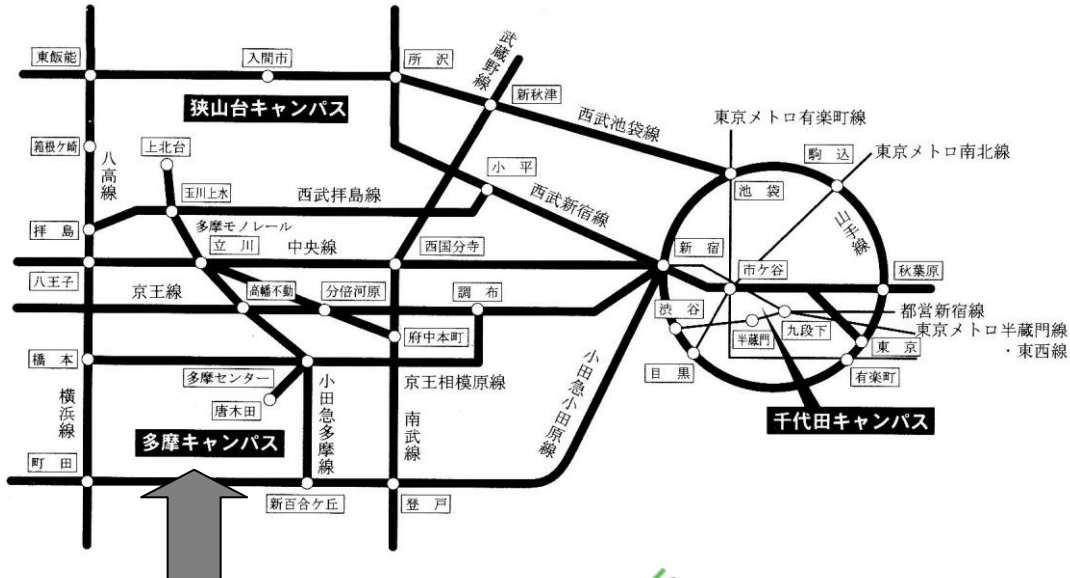 東飯能
入間市
所 沢
武蔵野線
新秋津
狭山台キャンパス
西武池袋線
東京メトロ有楽町線
箱根ケ崎
八高線
上北台
小 平
駒 込
東京メトロ南北線
池 袋
玉川上水
西武拝島線
西武新宿線
山手線
拝 島
多摩モノレール
立 川
中央線
西国分寺
新 宿
市ケ谷
秋葉原
八王子
京王線
高幡不動
分倍河原
調 布
渋 谷
都営新宿線
半蔵門
九段下
東京メトロ半蔵門線
・東西線
府中本町
東 京
橋 本
目 黒
有楽町
多摩センター
京王相模原線
唐木田
横浜線
小田急多摩線
南武線
小田急小田原線
千代田キャンパス
多摩キャンパス
町 田
新百合ケ丘
登 戸